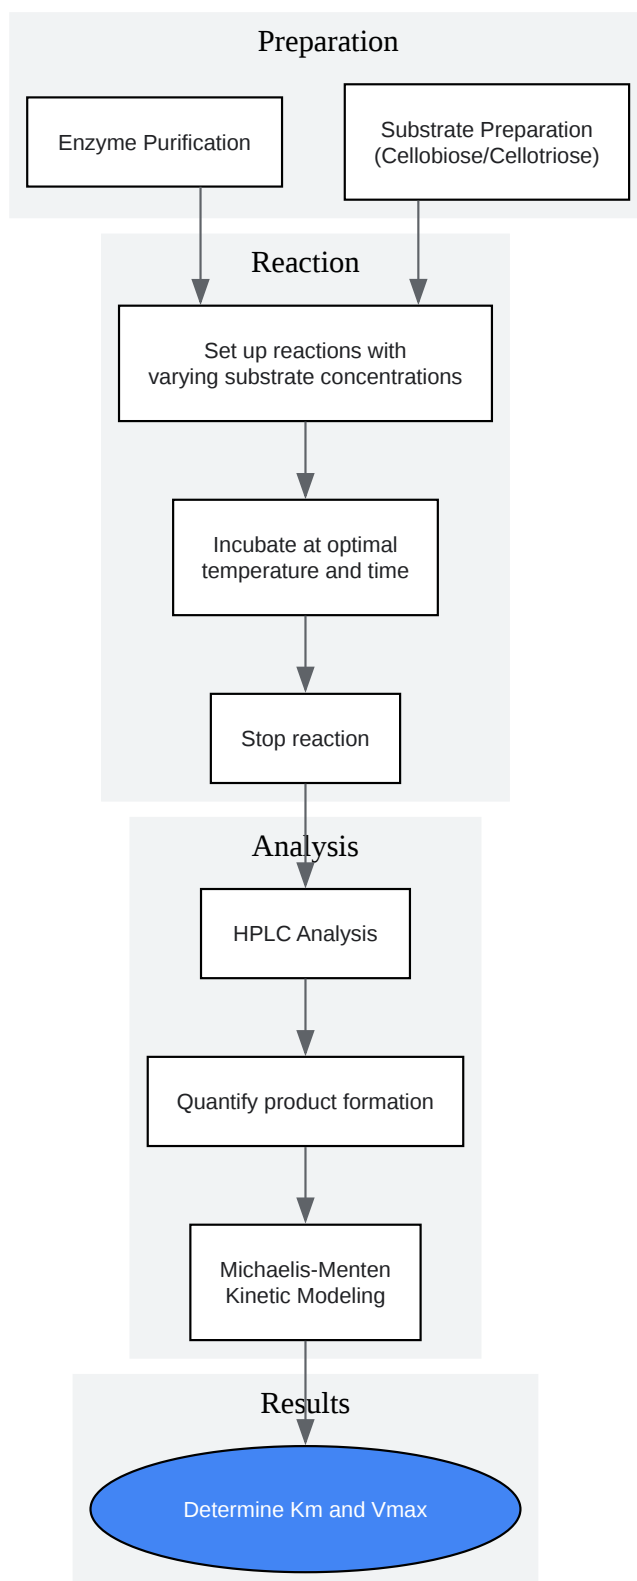 Preparation
Enzyme Purification
Substrate Preparation
(Cellobiose/Cellotriose)
Reaction
Set up reactions with
varying substrate concentrations
Incubate at optimal
temperature and time
Stop reaction
Analysis
HPLC Analysis
Quantify product formation
Michaelis-Menten
Kinetic Modeling
Results
Determine Km and Vmax